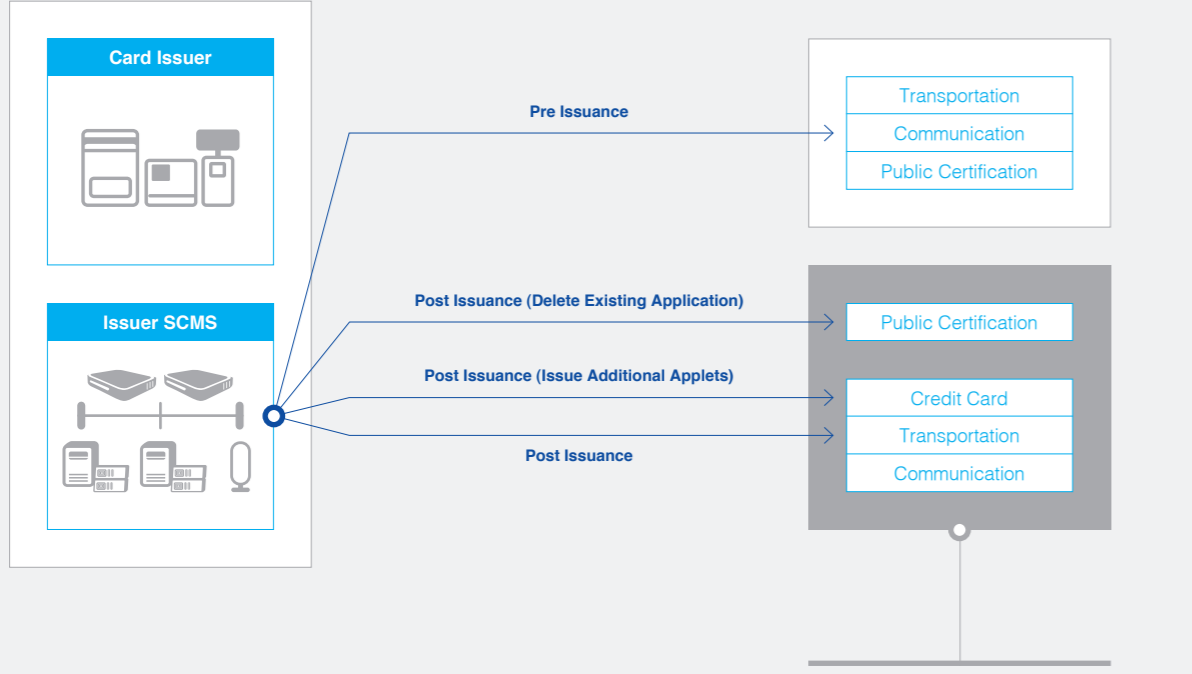 Card Issuer
Issuer SCMS
Pre Issuance
Post Issuance (Delete Existing Application)
Post Issuance (Issue Additional Applets)
Post Issuance
Transportation
Communication
Public Certification
Public Certification
Credit Card
Transportation
Communication